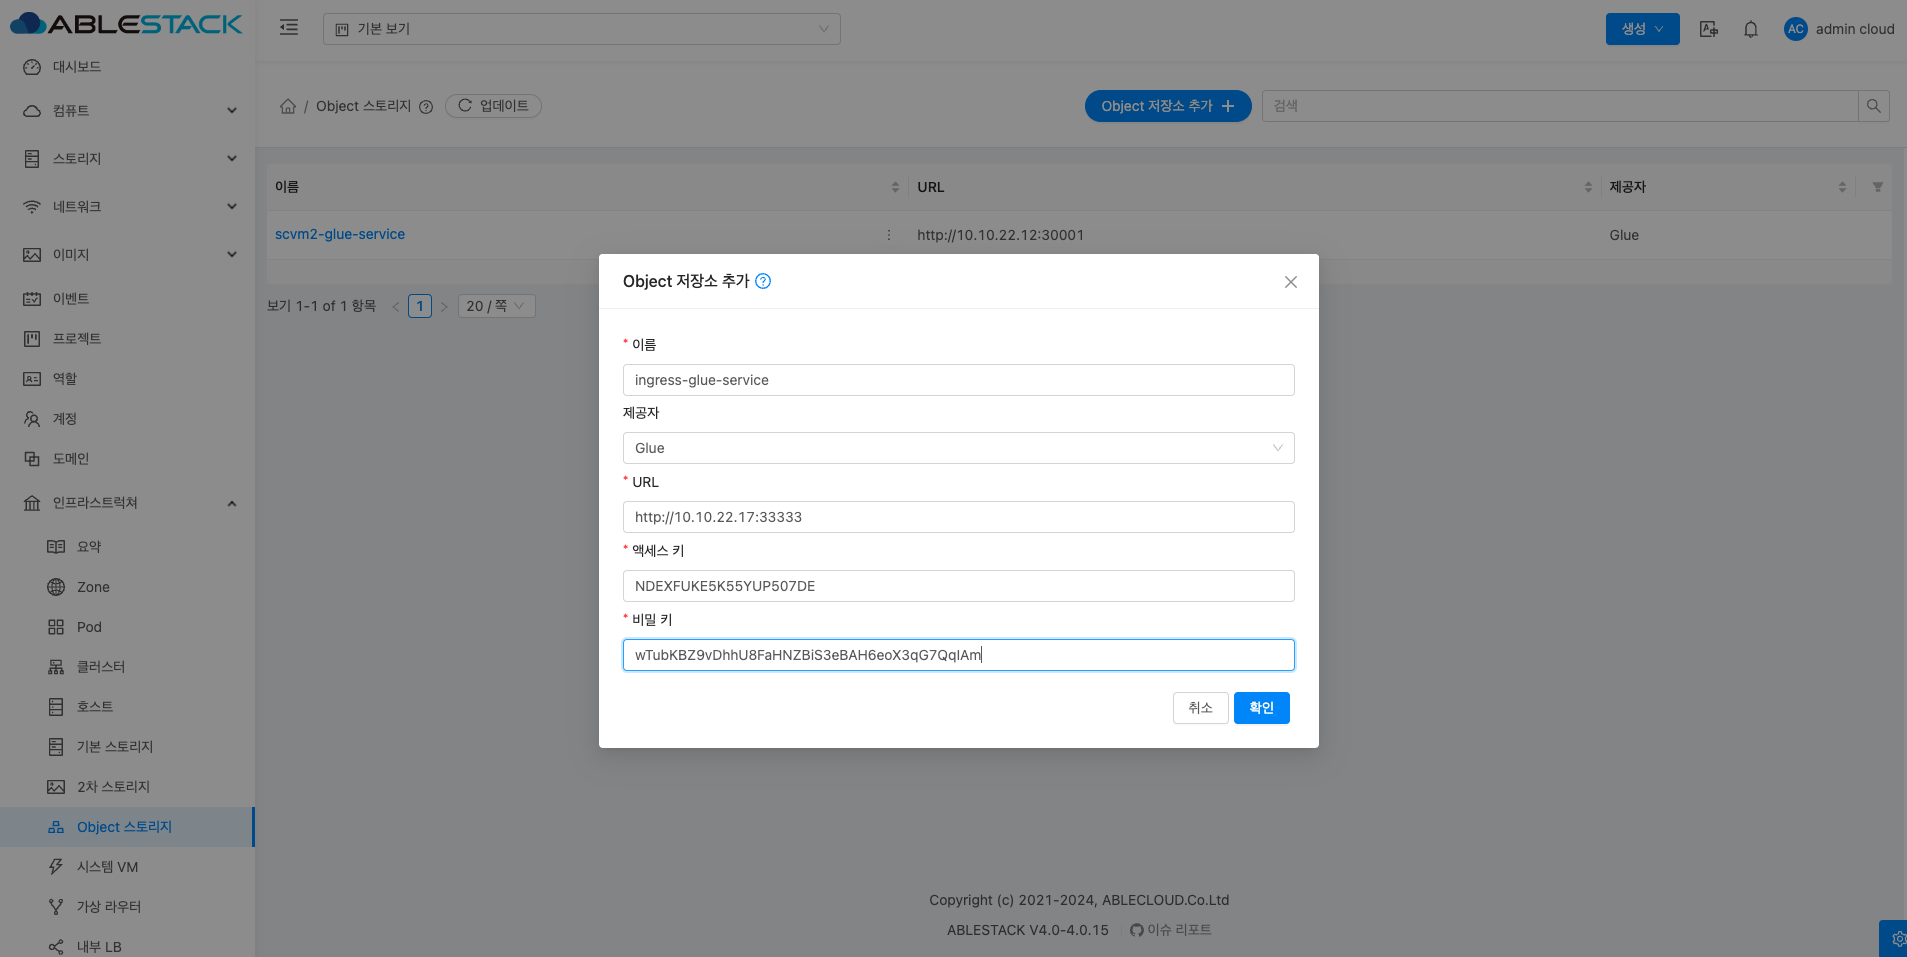 ABLESTACK
기본 보기
생성
AC
admin cloud
대시보드
컴퓨트
스토리지
네트워크
이미지
이벤트
프로젝트
역할
계정
도메인
인프라스트럭쳐
요약
Zone
Pod
클러스터
호스트
기본 스토리지
2차 스토리지
Object 스토리지
시스템 VM
가상 라우터
내부 LB
/ Object 스토리지
업데이트
Object 저장소 추가 +
검색
이름 URL 제공자
scvm2-glue-service http://10.10.22.12:30001 Glue
보기 1-1 of 1 항목 < 1 > 20 / 쪽
Object 저장소 추가
* 이름
ingress-glue-service
제공자
Glue
* URL
http://10.10.22.17:33333
* 액세스 키
NDEXFUKE5K55YUP507DE
* 비밀 키
wTubKBZ9vDhhU8FaHNZBiS3eBAH6eoX3qG7QqIAm
취소 확인
Copyright (c) 2021-2024, ABLECLOUD.Co.Ltd
ABLESTACK V4.0-4.0.15 이슈 리포트